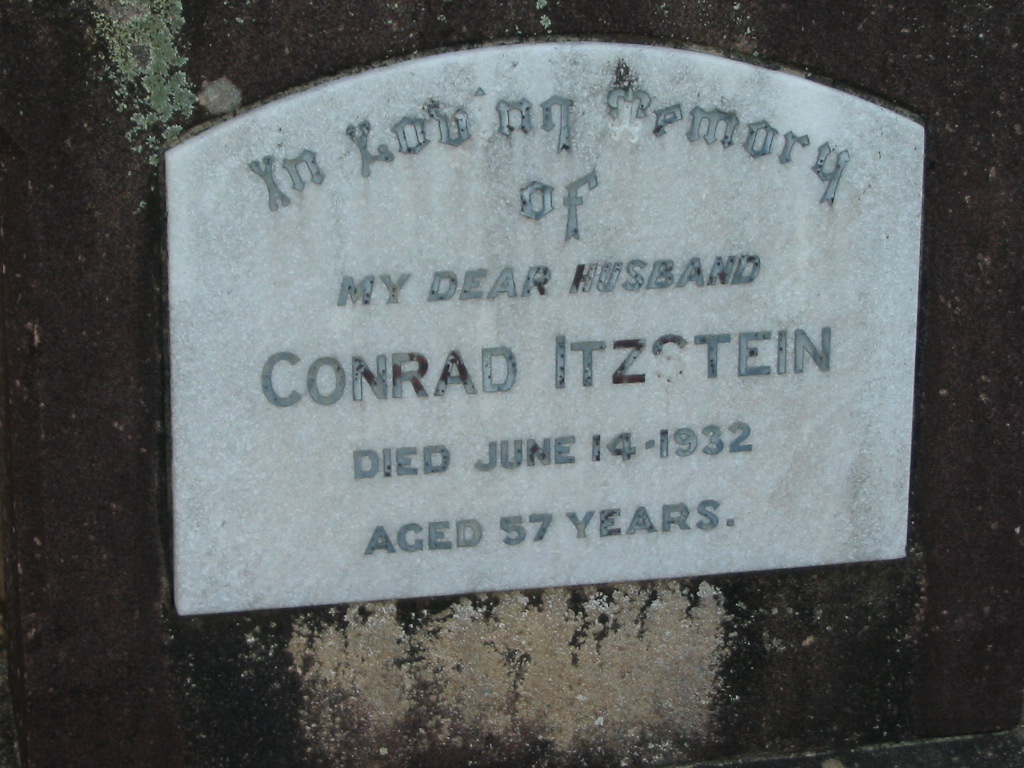 In Loving Memory
of
MY DEAR HUSBAND
CONRAD ITZSTEIN
DIED JUNE 14·1932
AGED 57 YEARS.